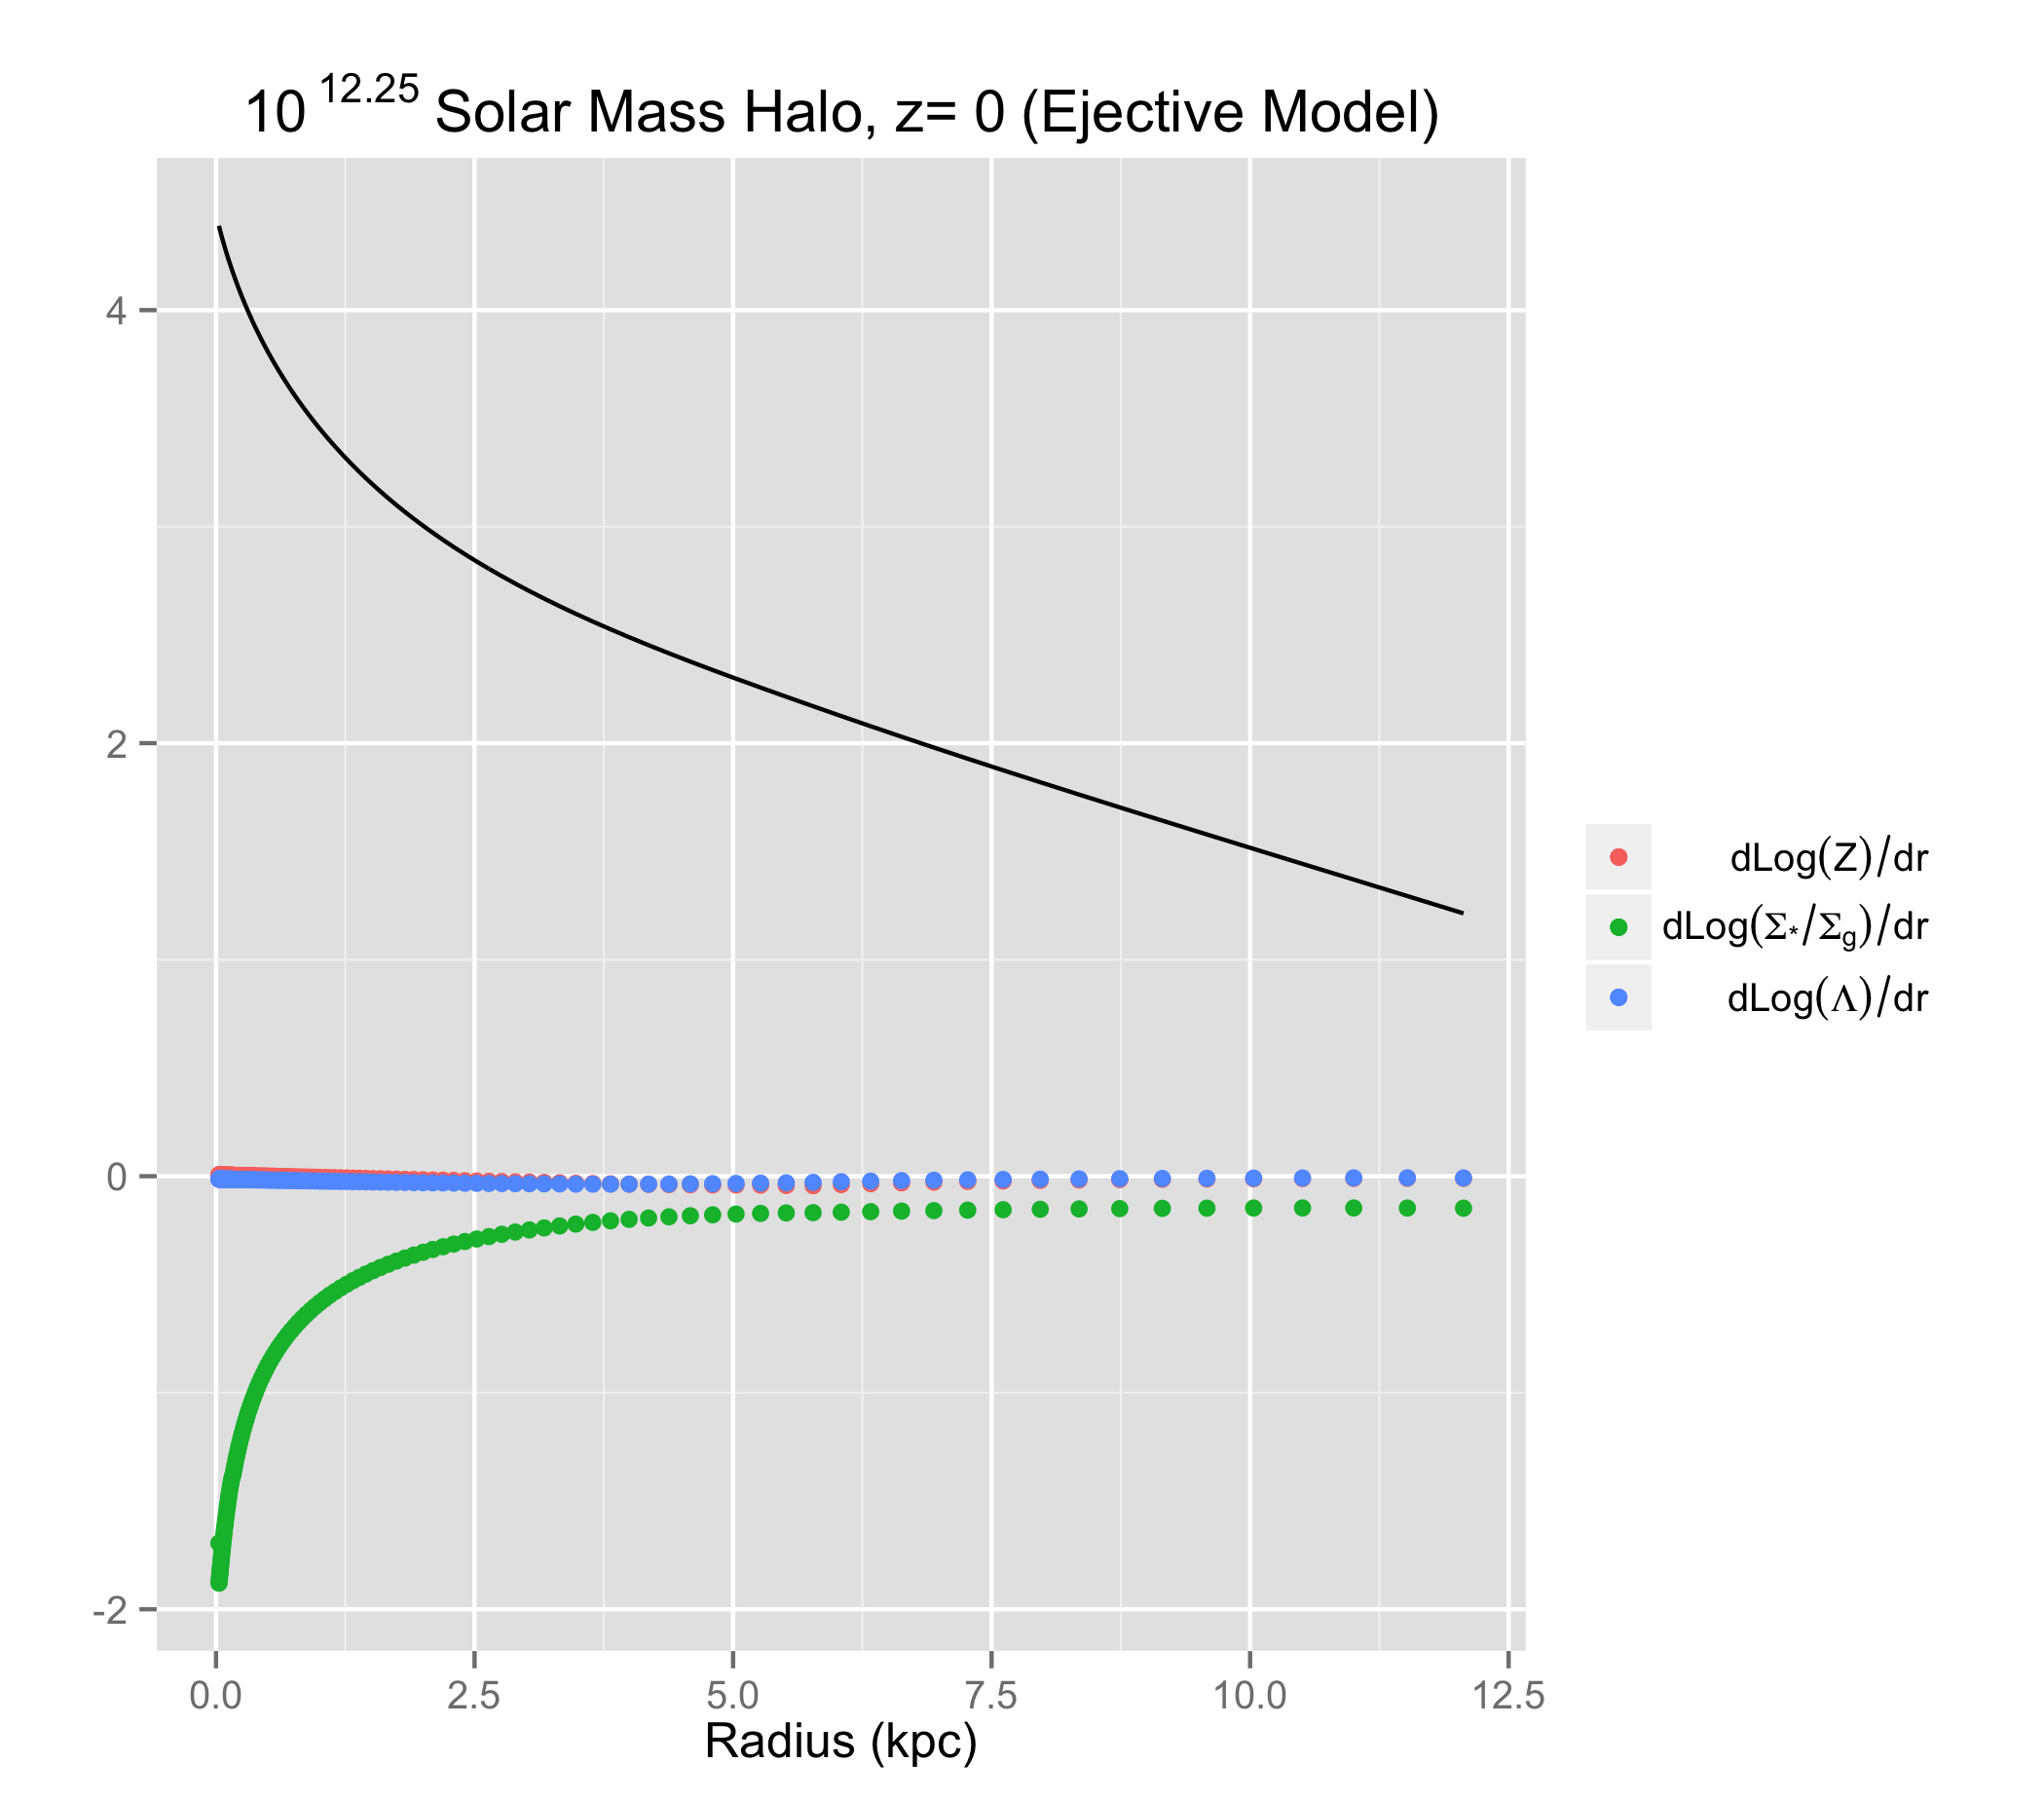 10^12.25 Solar Mass Halo, z= 0 (Ejective Model)
4
2
0
-2
0.0 2.5 5.0 7.5 10.0 12.5
Radius (kpc)
dLog(Z)/dr
dLog(Σ*/Σg)/dr
dLog(Λ)/dr